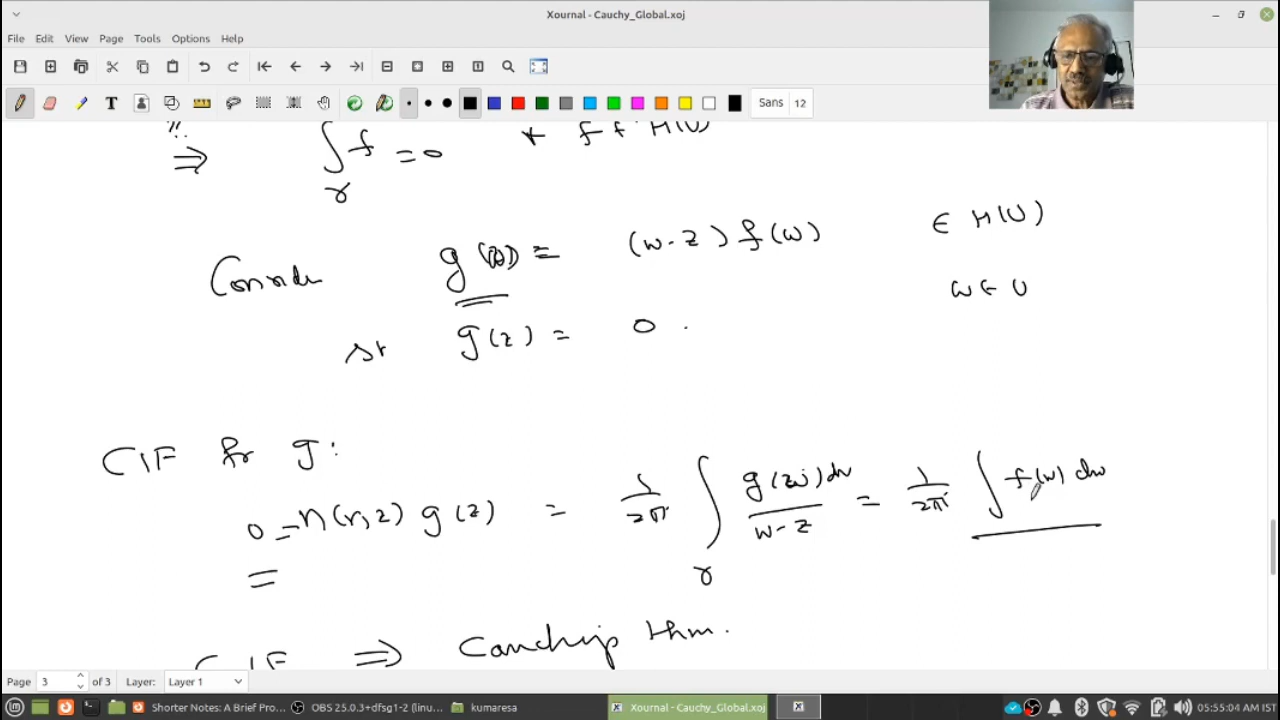 Xournal - Cauchy_Global.xoj
File Edit View Page Tools Options Help
Sans 12
??
⇒ ∫ f = 0 ∀ f ∈ H(U)
γ
Consider g(w) = (w-z) f(w) ∈ H(U)
w ∈ U
st g(z) = 0.
CIF for g:
0 = n(γ,z) g(z) = 1/2πi ∫ g(w) dw / w-z = 1/2πi ∫ f(w) dw
γ
CIF ⇒ Cauchy's thm.
Page 3 of 3 Layer: Layer 1
Shorter Notes: A Brief Pro... OBS 25.0.3+dfsg1-2 (linu... kumaresa Xournal - Cauchy_Global.xoj 05:55:04 AM IST